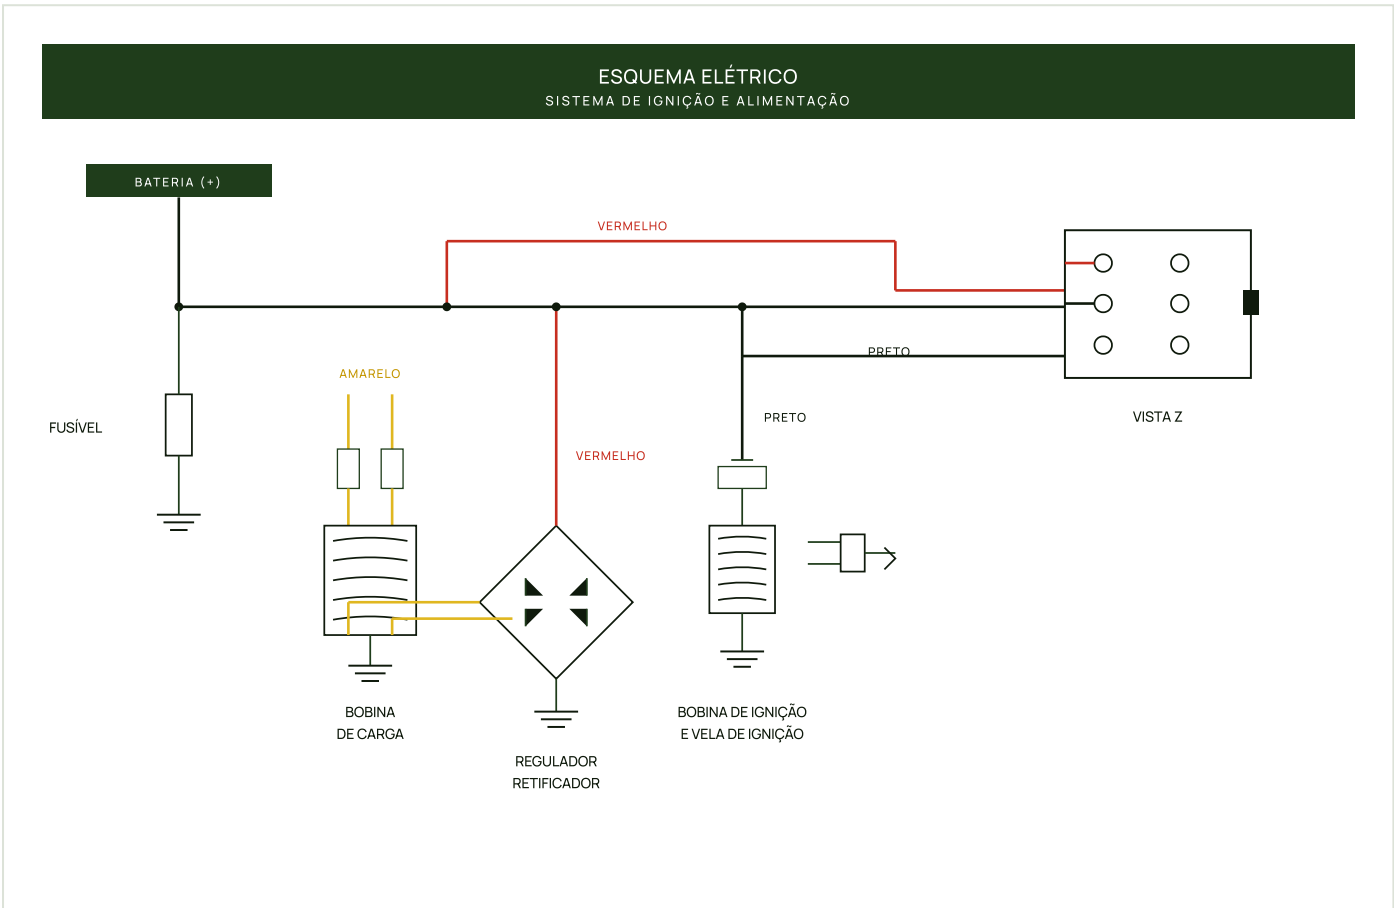 ESQUEMA ELÉTRICO
SISTEMA DE IGNIÇÃO E ALIMENTAÇÃO
BATERIA (+)
VERMELHO
PRETO
AMARELO
PRETO
VISTA Z
FUSÍVEL
VERMELHO
BOBINA
DE CARGA
BOBINA DE IGNIÇÃO
E VELA DE IGNIÇÃO
REGULADOR
RETIFICADOR